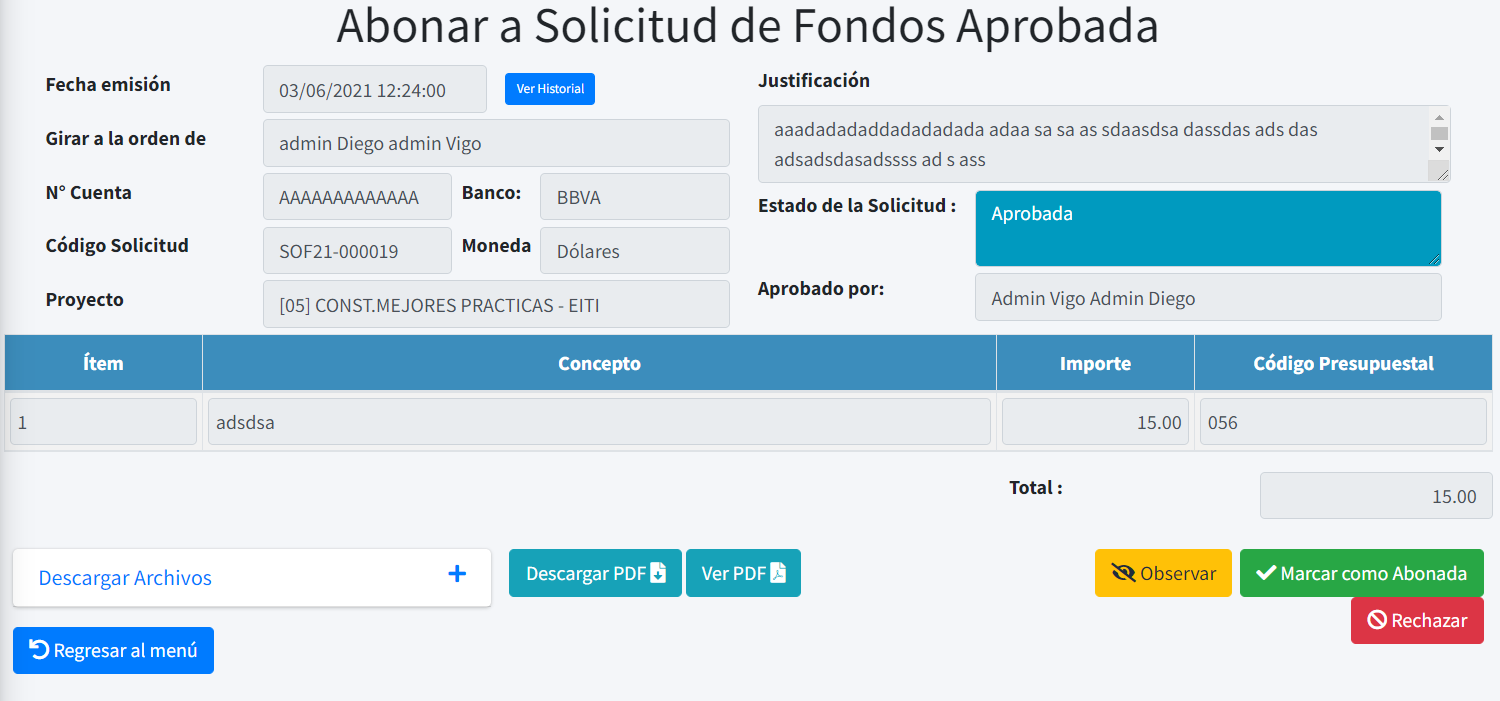 Abonar a Solicitud de Fondos Aprobada
Fecha emisión
03/06/2021 12:24:00
Ver Historial
Girar a la orden de
admin Diego admin Vigo
N° Cuenta
AAAAAAAAAAAAA
Banco:
BBVA
Código Solicitud
SOF21-000019
Moneda
Dólares
Proyecto
[05] CONST.MEJORES PRACTICAS - EITI
Justificación
aaadadadaddadadadada adaa sa sa as sdaasdsa dassdas ads das
adsadsdasadssss ad s ass
Estado de la Solicitud :
Aprobada
Aprobado por:
Admin Vigo Admin Diego
Ítem Concepto Importe Código Presupuestal
1 adsdsa 15.00 056
Total :
15.00
Descargar Archivos
Descargar PDF
Ver PDF
Observar
Marcar como Abonada
Rechazar
Regresar al menú